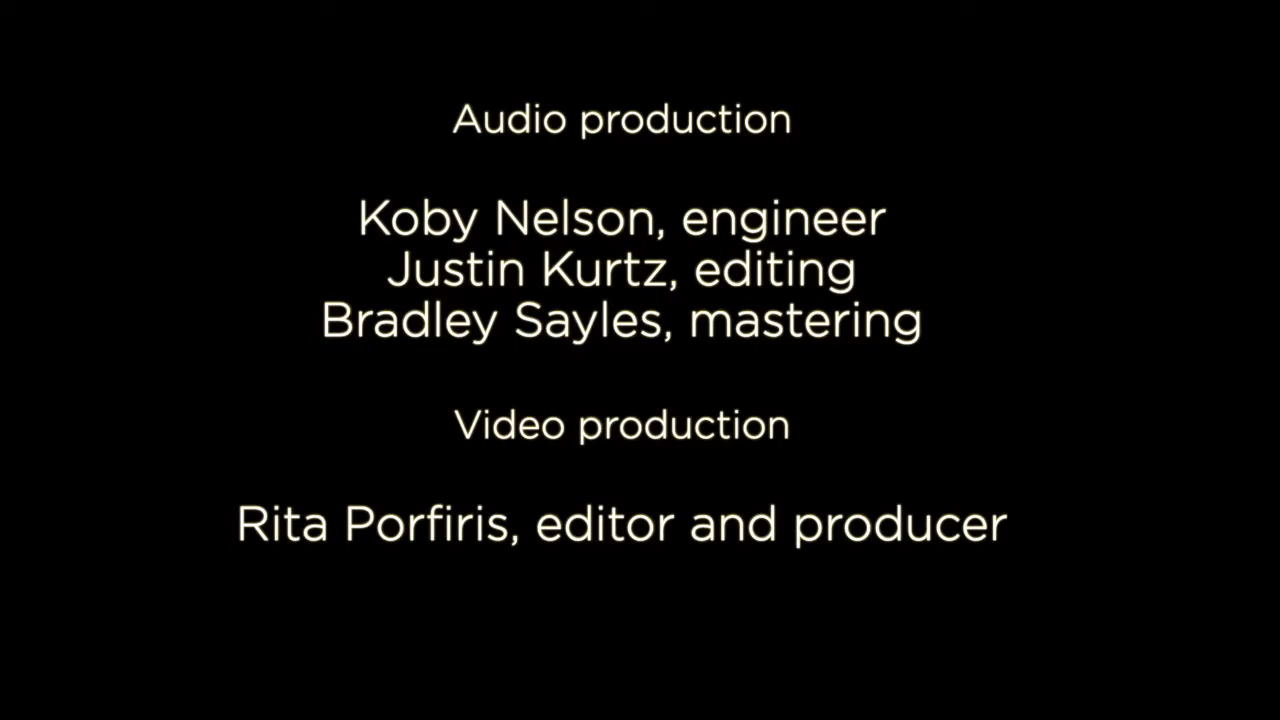 Audio production
Koby Nelson, engineer
Justin Kurtz, editing
Bradley Sayles, mastering
Video production
Rita Porfiris, editor and producer